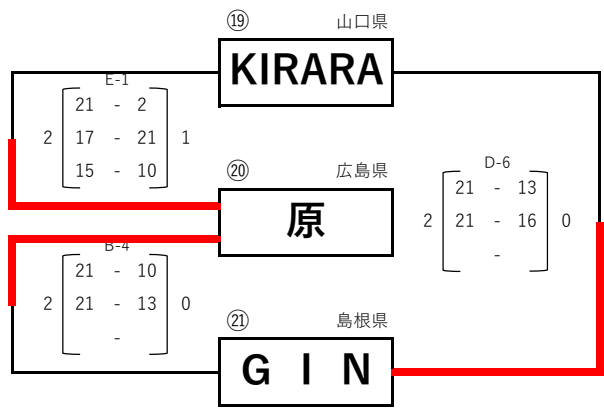 ⑲ 山口県
KIRARA
E-1
21 - 2
2 17 - 21 1
15 - 10
⑳ 広島県
原
D-6
21 - 13
2 21 - 16 0
-
B-4
21 - 10
2 21 - 13 0
-
㉑ 島根県
G I N